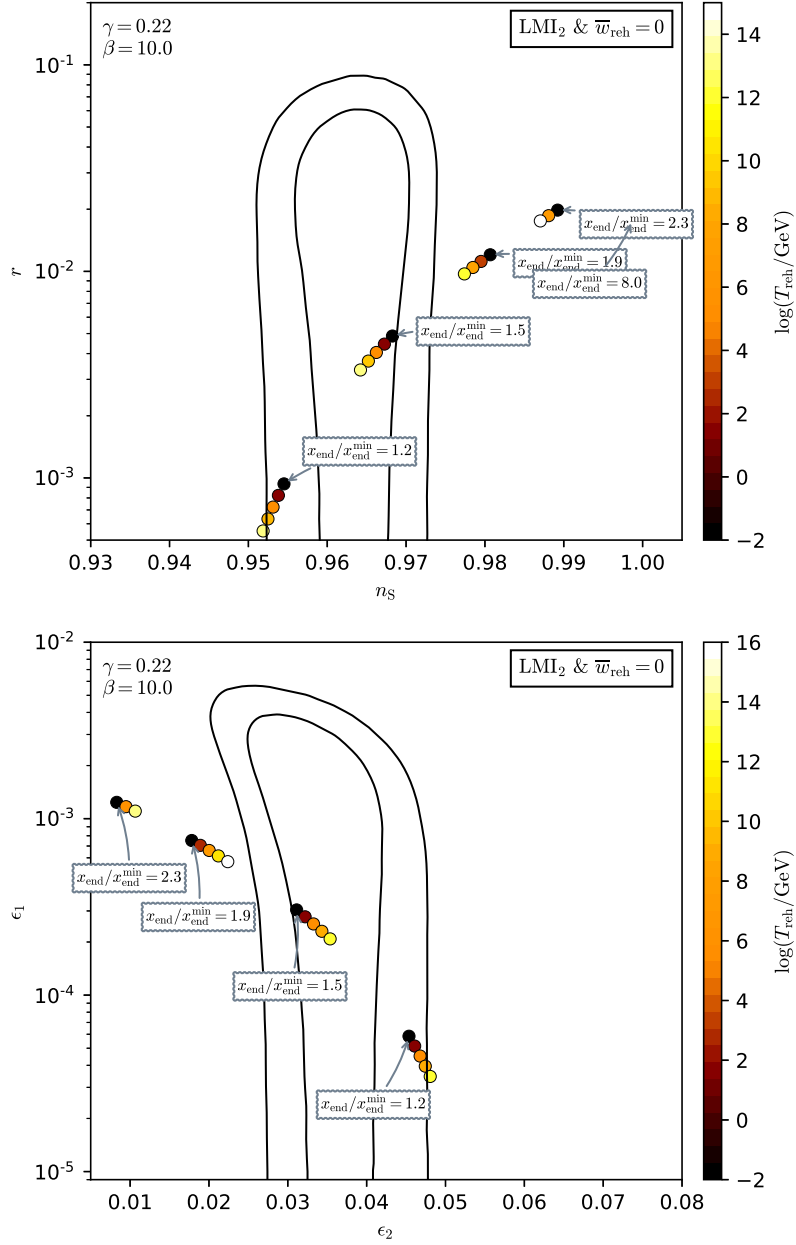 γ = 0.22
β = 10.0
LMI₂ & w̅_reh = 0
x_end/x_end^min = 2.3
x_end/x_end^min = 1.9
x_end/x_end^min = 8.0
x_end/x_end^min = 1.5
x_end/x_end^min = 1.2
r
10⁻¹
10⁻²
10⁻³
0.93 0.94 0.95 0.96 0.97 0.98 0.99 1.00
n_S
14
12
10
8
6
4
2
0
−2
log(T_reh/GeV)
γ = 0.22
β = 10.0
LMI₂ & w̅_reh = 0
x_end/x_end^min = 2.3
x_end/x_end^min = 1.9
x_end/x_end^min = 1.5
x_end/x_end^min = 1.2
ϵ₁
10⁻²
10⁻³
10⁻⁴
10⁻⁵
0.01 0.02 0.03 0.04 0.05 0.06 0.07 0.08
ϵ₂
16
14
12
10
8
6
4
2
0
−2
log(T_reh/GeV)